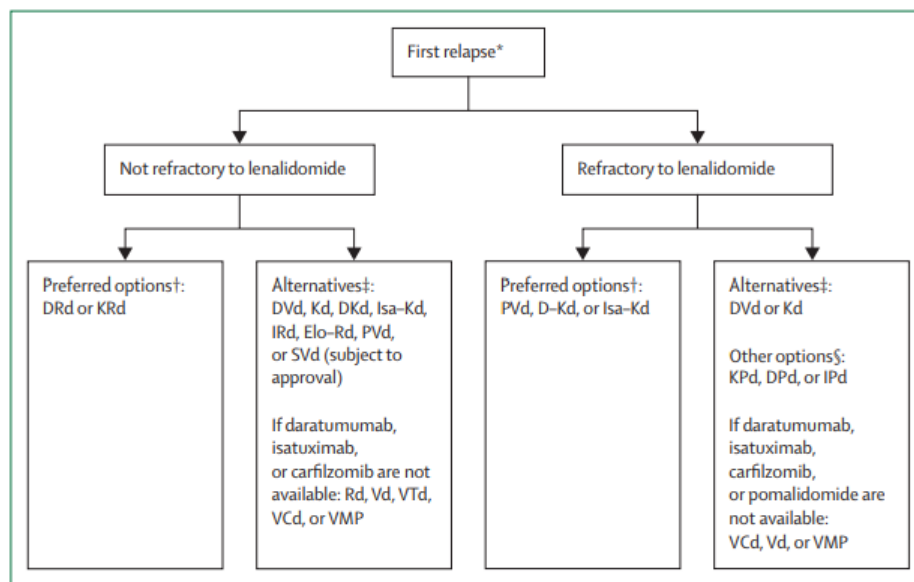 First relapse*
Not refractory to lenalidomide
Refractory to lenalidomide
Preferred options†:
DRd or KRd
Alternatives‡:
DVd, Kd, DKd, Isa–Kd,
IRd, Elo–Rd, PVd,
or SVd (subject to
approval)
If daratumumab,
isatuximab,
or carfilzomib are not
available: Rd, Vd, VTd,
VCd, or VMP
Preferred options†:
PVd, D–Kd, or Isa–Kd
Alternatives‡:
DVd or Kd
Other options§:
KPd, DPd, or IPd
If daratumumab,
isatuximab,
carfilzomib,
or pomalidomide are
not available:
VCd, Vd, or VMP